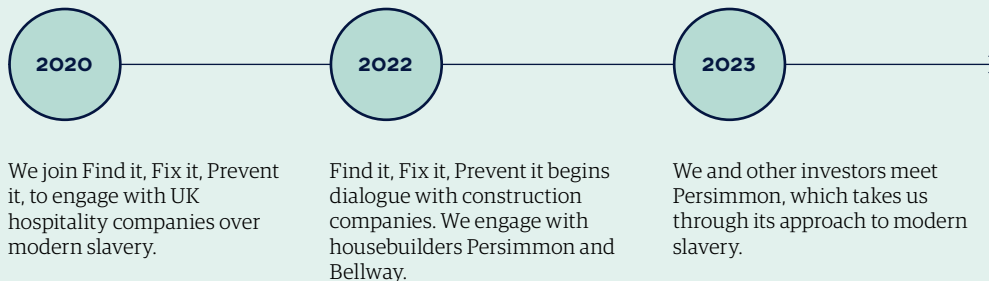 2020
2022
2023
We join Find it, Fix it, Prevent
it, to engage with UK
hospitality companies over
modern slavery.
Find it, Fix it, Prevent it begins
dialogue with construction
companies. We engage with
housebuilders Persimmon and
Bellway.
We and other investors meet
Persimmon, which takes us
through its approach to modern
slavery.